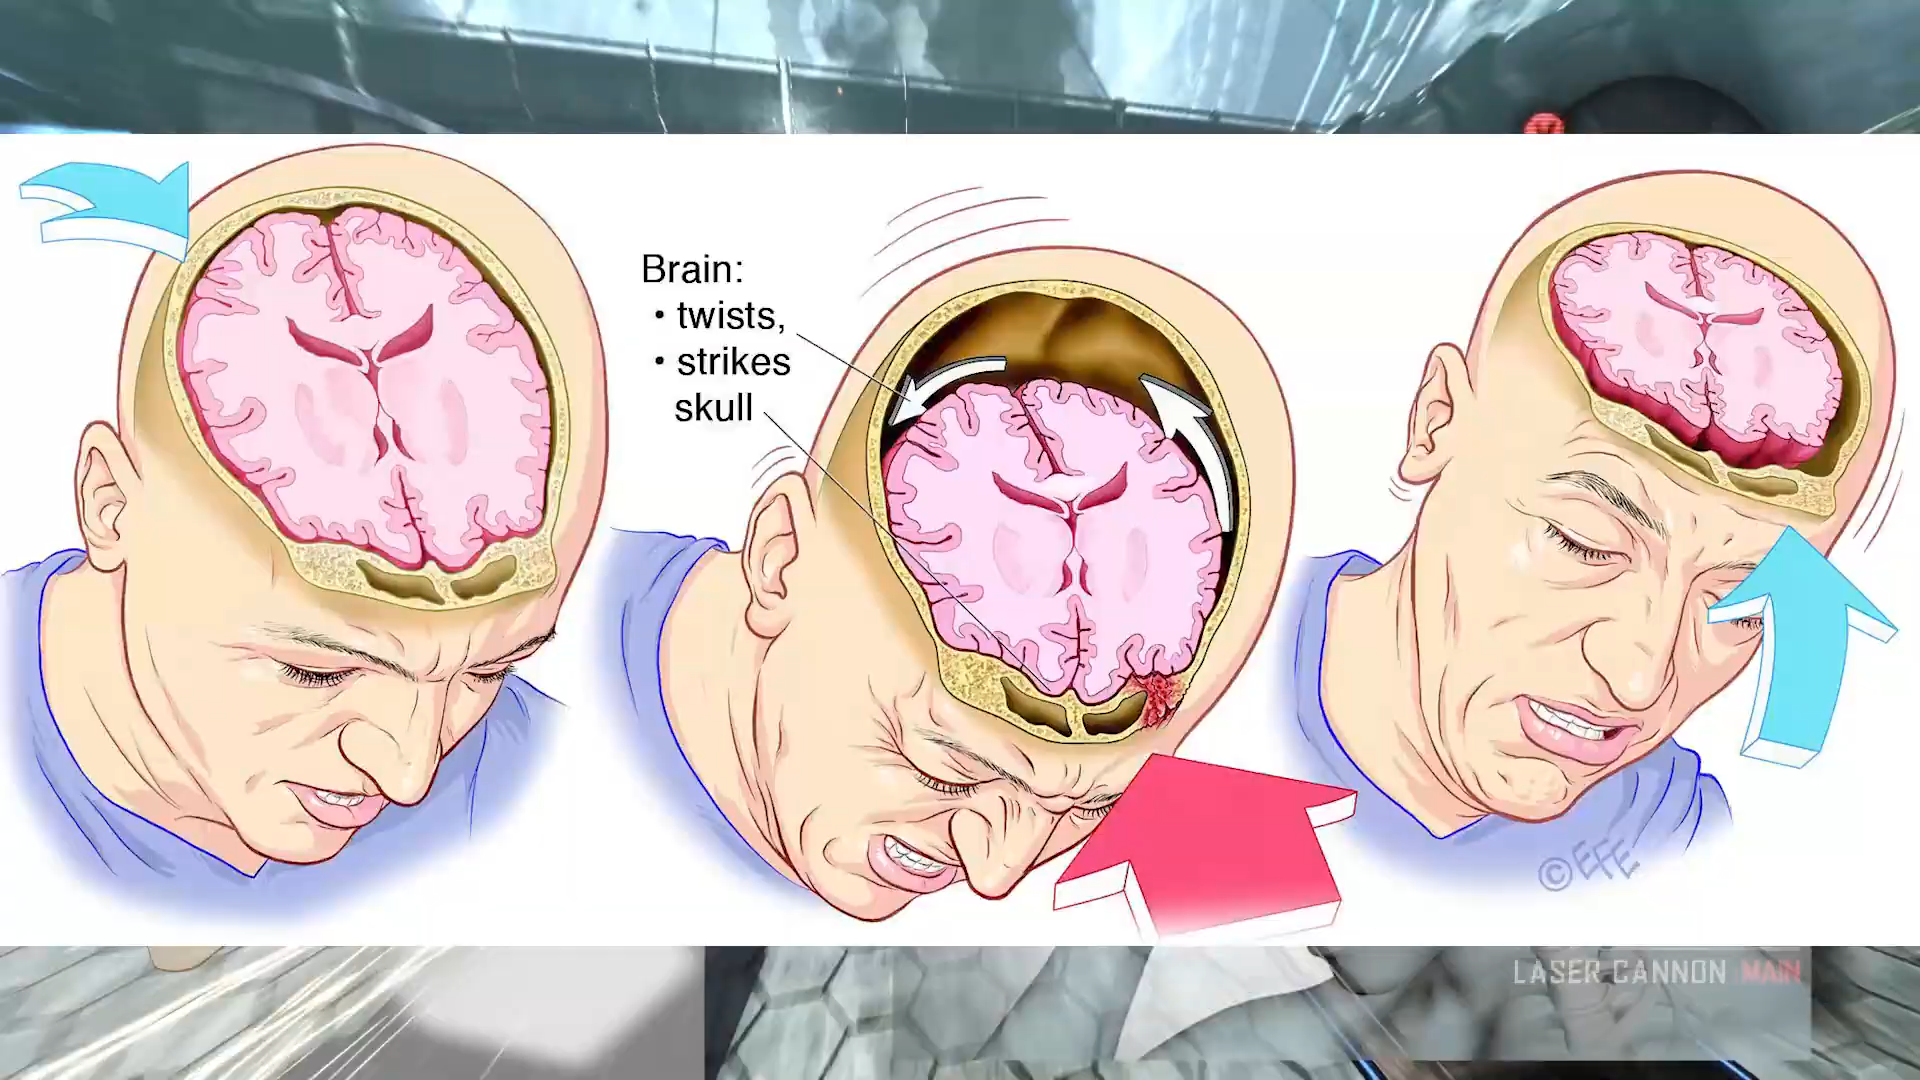 Brain:
• twists,
• strikes
skull
©EFE
LASER CANNON MAIN